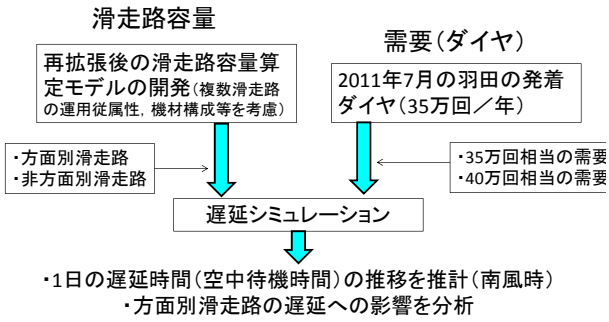 滑走路容量
需要(ダイヤ)
再拡張後の滑走路容量算
定モデルの開発(複数滑走路
の運用従属性, 機材構成等を考慮)
2011年7月の羽田の発着
ダイヤ(35万回／年)
・方面別滑走路
・非方面別滑走路
・35万回相当の需要
・40万回相当の需要
遅延シミュレーション
・1日の遅延時間(空中待機時間)の推移を推計(南風時)
・方面別滑走路の遅延への影響を分析